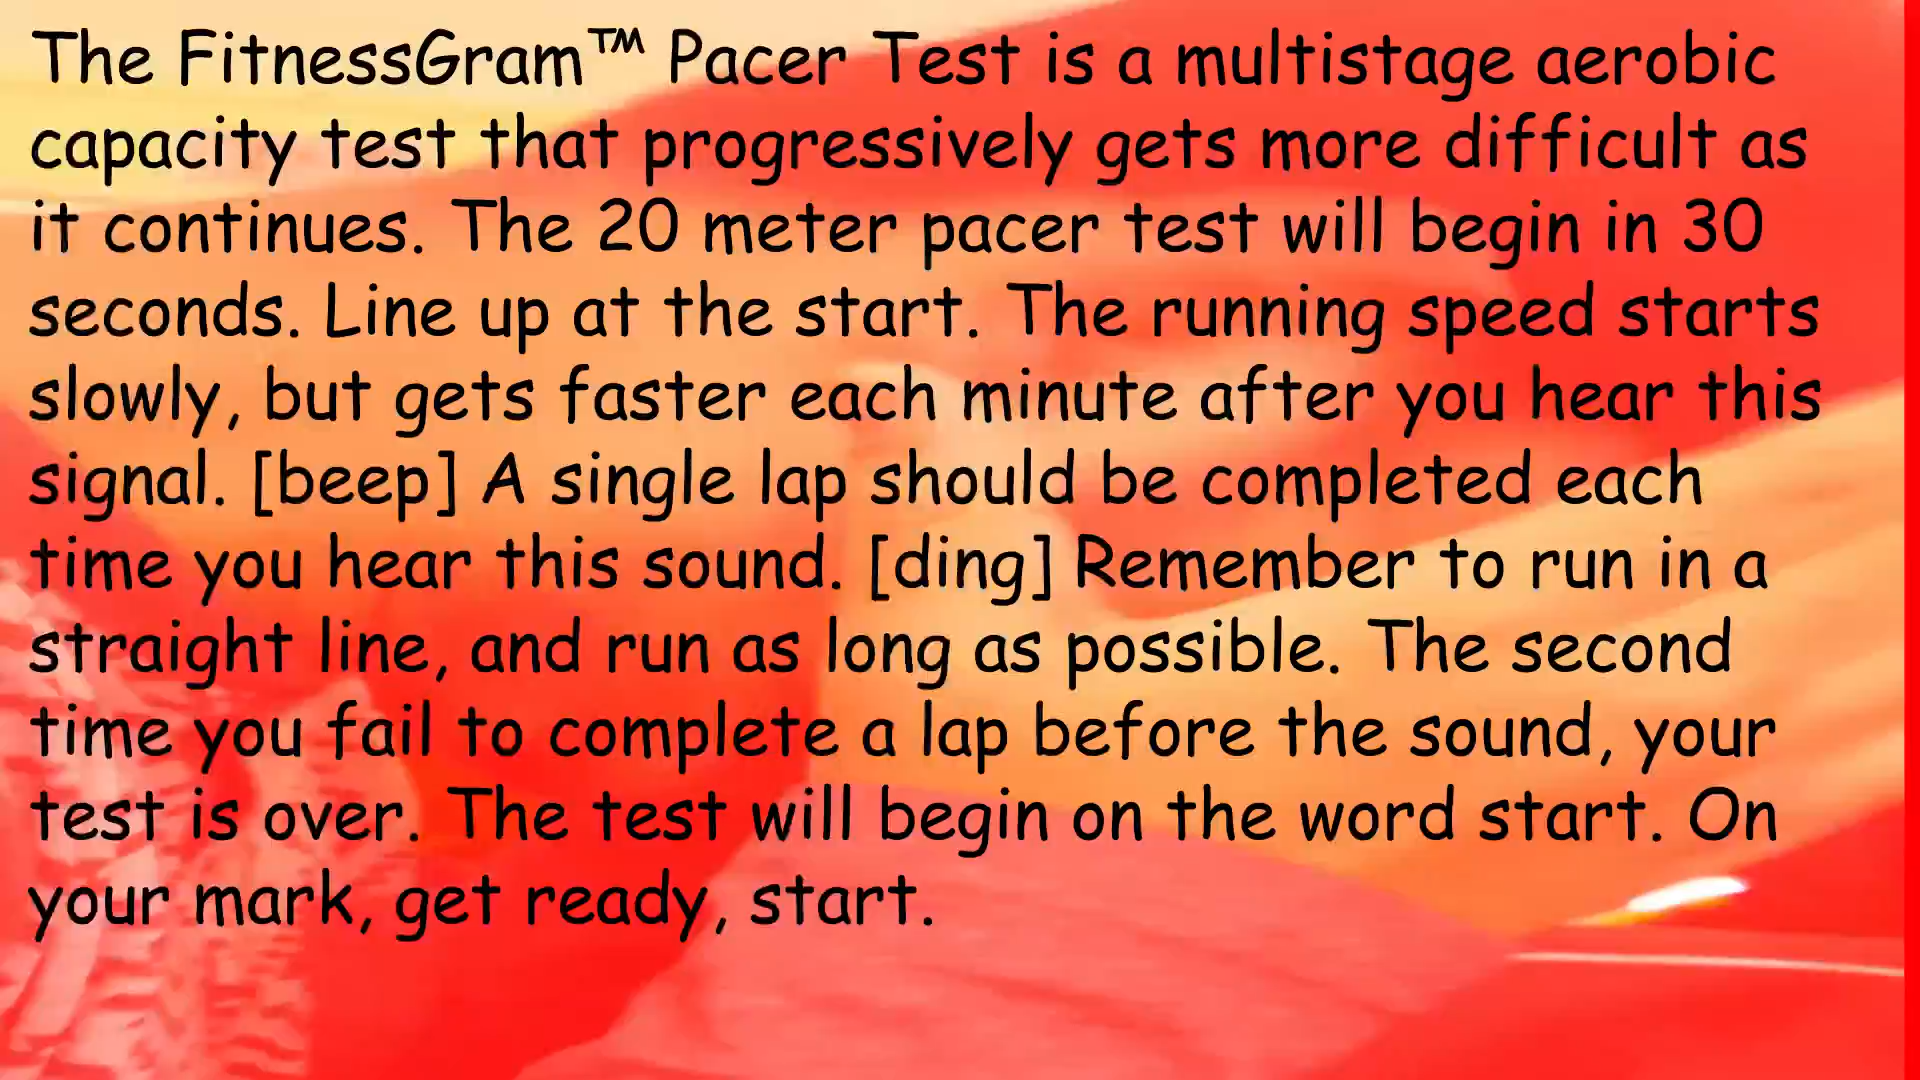 The FitnessGram™ Pacer Test is a multistage aerobic
capacity test that progressively gets more difficult as
it continues. The 20 meter pacer test will begin in 30
seconds. Line up at the start. The running speed starts
slowly, but gets faster each minute after you hear this
signal. [beep] A single lap should be completed each
time you hear this sound. [ding] Remember to run in a
straight line, and run as long as possible. The second
time you fail to complete a lap before the sound, your
test is over. The test will begin on the word start. On
your mark, get ready, start.